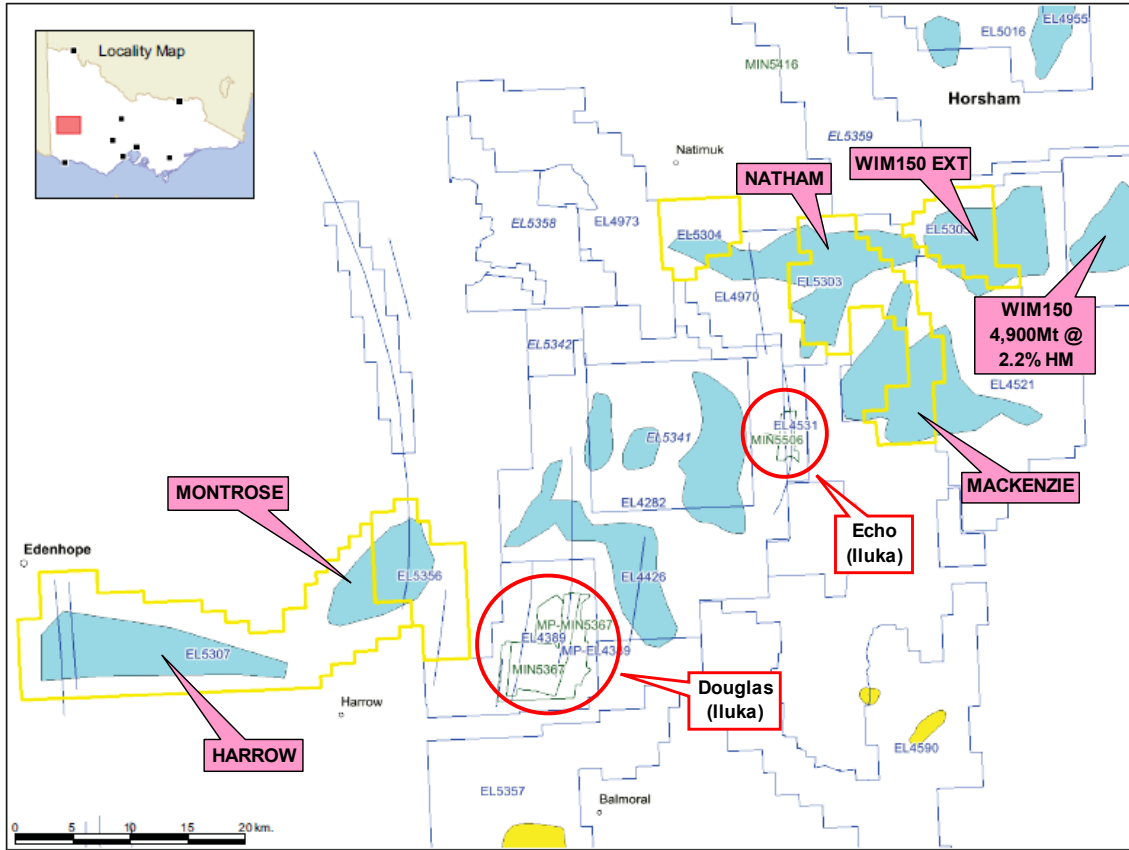 Locality Map
EL4955
EL5016
MIN5416
Horsham
EL5359
Natimuk
NATHAM
WIM150 EXT
EL5358
EL4973
EL5304
EL5303
EL4970
WIM150
4,900Mt @
2.2% HM
EL5342
EL4521
EL4531
MIN5506
EL5341
MACKENZIE
MONTROSE
EL4282
Echo
(Iluka)
Edenhope
EL5356
EL4426
MP-MIN5367
EL4389
MIN5367
EL5307
Harrow
Douglas
(Iluka)
HARROW
EL4590
EL5357
Balmoral
0 5 10 15 20 km.